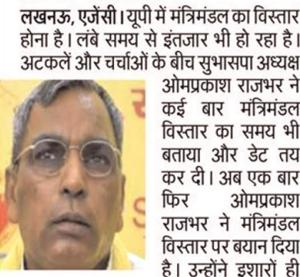 लखनऊ, एजेंसी। यूपी में मंत्रिमंडल का विस्तार
होना है। लंबे समय से इंतजार भी हो रहा है।
अटकलें और चर्चाओं के बीच सुभासपा अध्यक्ष
ओमप्रकाश राजभर ने
कई बार मंत्रिमंडल
विस्तार का समय भी
बताया और डेट तय
कर दी। अब एक बार
फिर ओमप्रकाश
राजभर ने मंत्रिमंडल
विस्तार पर बयान दिया
है। उन्होंने इशारों ही